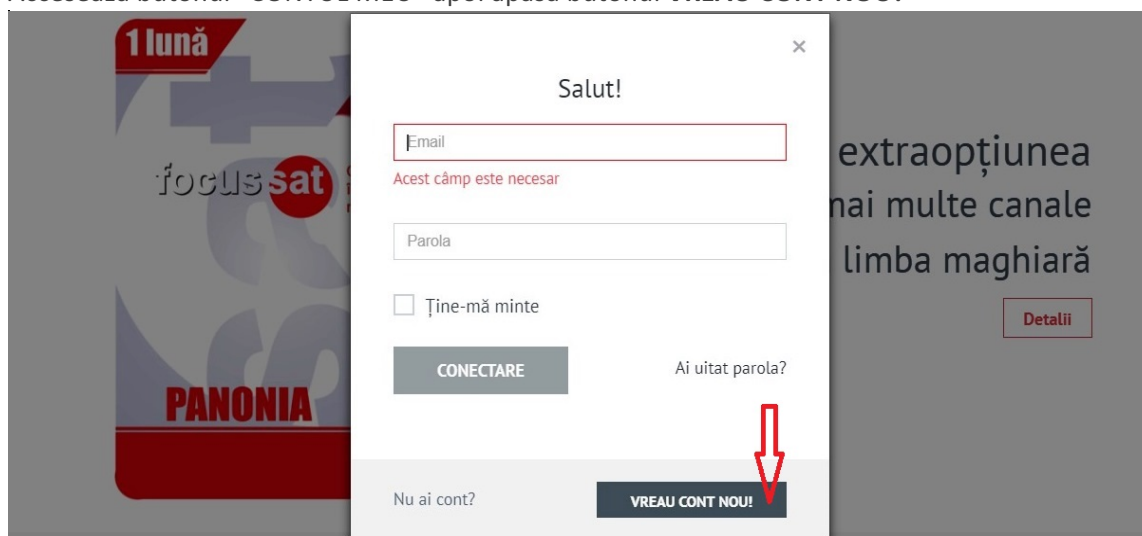 1 lună
×
Salut!
Email
Acest câmp este necesar
extraopțiunea
focus sat
mai multe canale
Parola
limba maghiară
Ține-mă minte
Detalii
CONECTARE
Ai uitat parola?
PANONIA
Nu ai cont?
VREAU CONT NOU!